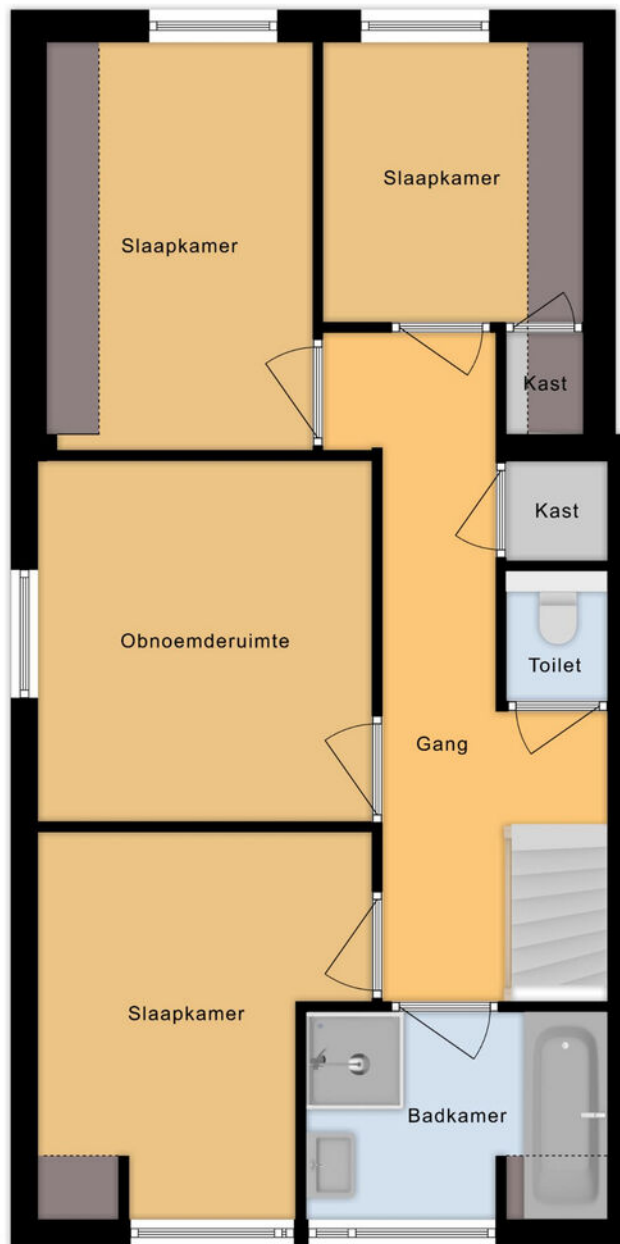 Slaapkamer
Slaapkamer
Kast
Kast
Obnoemderuimte
Toilet
Gang
Slaapkamer
Badkamer